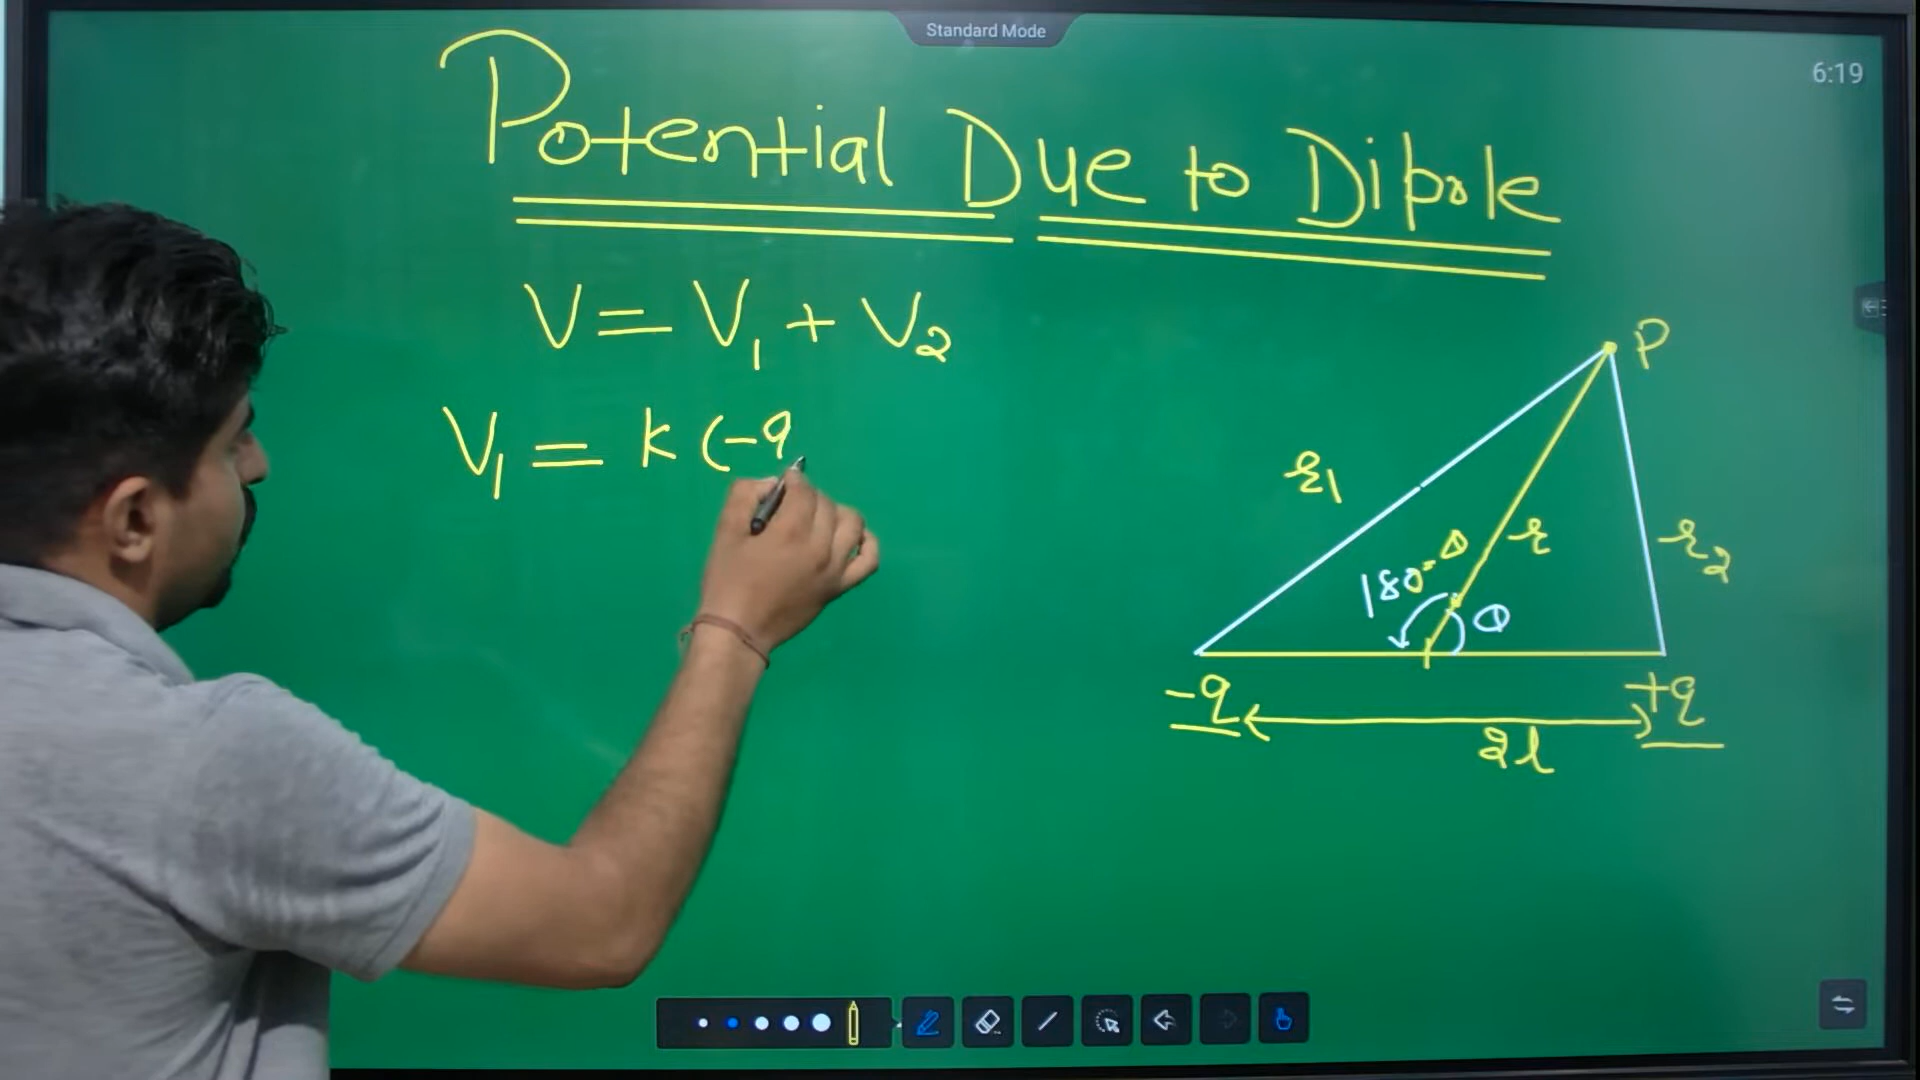 Standard Mode
6:19
Potential Due to Dipole
V = V₁ + V₂
V₁ = k (-q
P
r₁
r
r₂
180-θ
θ
-q
+q
2l